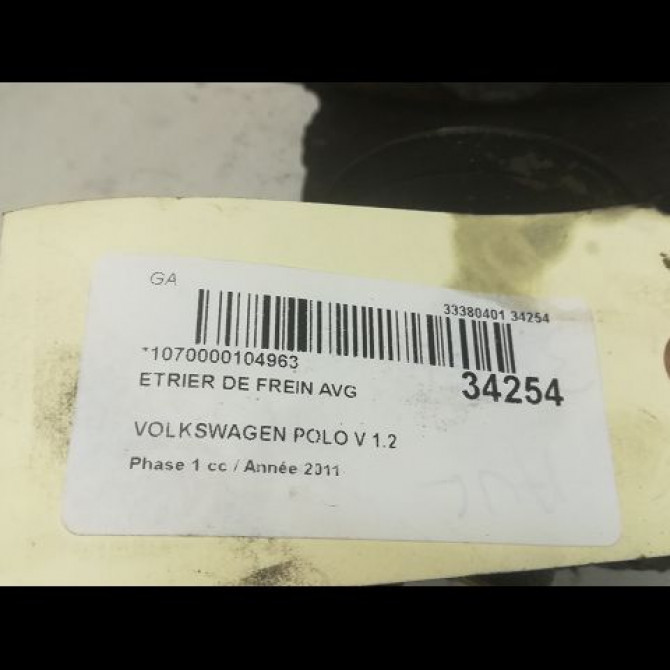 GA
33380401 34254
*1070000104963
34254
ETRIER DE FREIN AVG
VOLKSWAGEN POLO V 1.2
Phase 1 cc / Année 2011